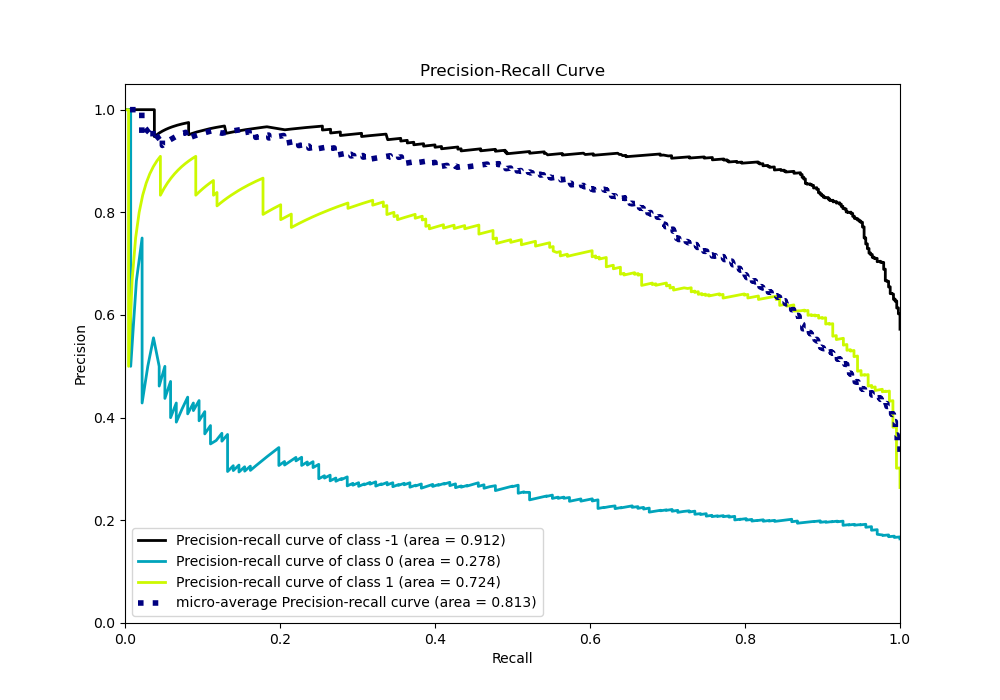 Precision-Recall Curve
1.0
0.8
0.6
0.4
0.2
0.0
Precision
Precision-recall curve of class -1 (area = 0.912)
Precision-recall curve of class 0 (area = 0.278)
Precision-recall curve of class 1 (area = 0.724)
micro-average Precision-recall curve (area = 0.813)
0.0 0.2 0.4 0.6 0.8 1.0
Recall